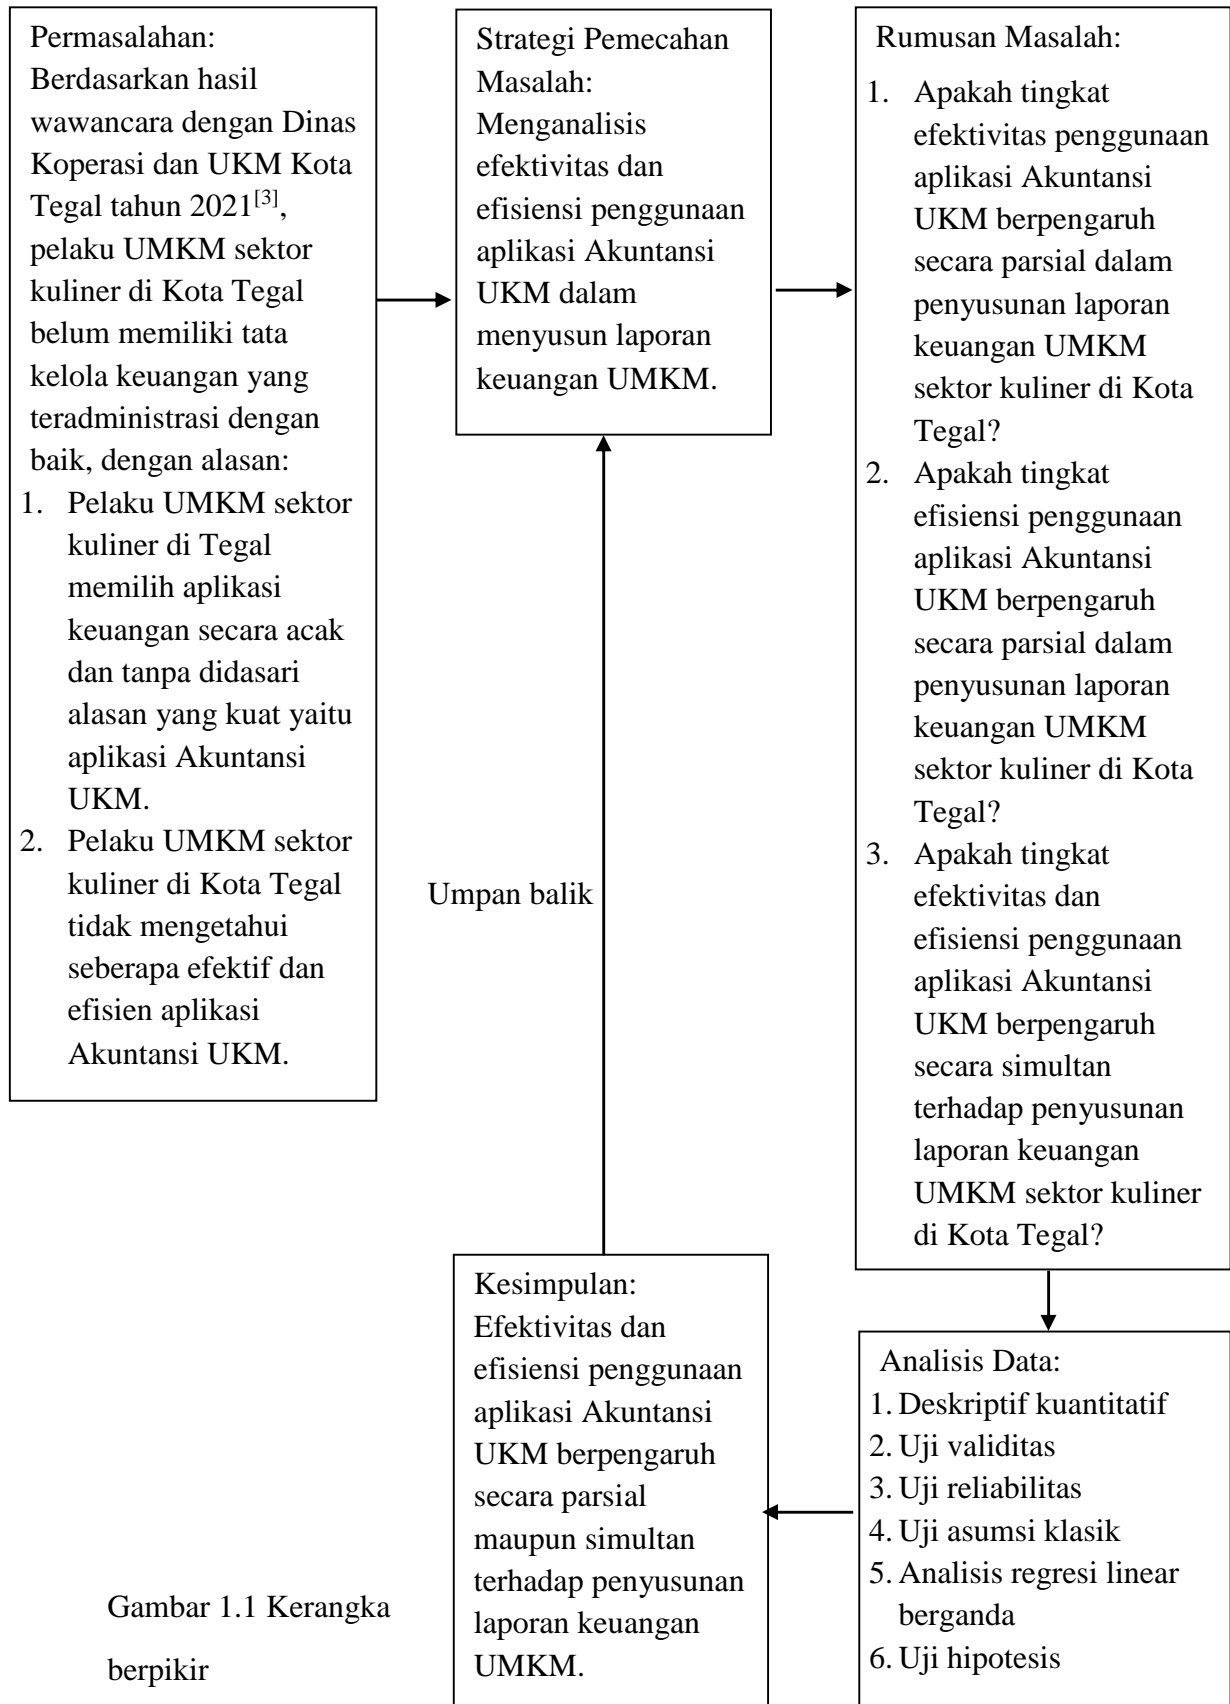 Permasalahan:
Berdasarkan hasil
wawancara dengan Dinas
Koperasi dan UKM Kota
Tegal tahun 2021[3],
pelaku UMKM sektor
kuliner di Kota Tegal
belum memiliki tata
kelola keuangan yang
teradministrasi dengan
baik, dengan alasan:
1. Pelaku UMKM sektor
kuliner di Tegal
memilih aplikasi
keuangan secara acak
dan tanpa didasari
alasan yang kuat yaitu
aplikasi Akuntansi
UKM.
2. Pelaku UMKM sektor
kuliner di Kota Tegal
tidak mengetahui
seberapa efektif dan
efisien aplikasi
Akuntansi UKM.
Strategi Pemecahan
Masalah:
Menganalisis
efektivitas dan
efisiensi penggunaan
aplikasi Akuntansi
UKM dalam
menyusun laporan
keuangan UMKM.
Rumusan Masalah:
1. Apakah tingkat
efektivitas penggunaan
aplikasi Akuntansi
UKM berpengaruh
secara parsial dalam
penyusunan laporan
keuangan UMKM
sektor kuliner di Kota
Tegal?
2. Apakah tingkat
efisiensi penggunaan
aplikasi Akuntansi
UKM berpengaruh
secara parsial dalam
penyusunan laporan
keuangan UMKM
sektor kuliner di Kota
Tegal?
3. Apakah tingkat
efektivitas dan
efisiensi penggunaan
aplikasi Akuntansi
UKM berpengaruh
secara simultan
terhadap penyusunan
laporan keuangan
UMKM sektor kuliner
di Kota Tegal?
Analisis Data:
1. Deskriptif kuantitatif
2. Uji validitas
3. Uji reliabilitas
4. Uji asumsi klasik
5. Analisis regresi linear
berganda
6. Uji hipotesis
Kesimpulan:
Efektivitas dan
efisiensi penggunaan
aplikasi Akuntansi
UKM berpengaruh
secara parsial
maupun simultan
terhadap penyusunan
laporan keuangan
UMKM.
Umpan balik
Gambar 1.1 Kerangka
berpikir